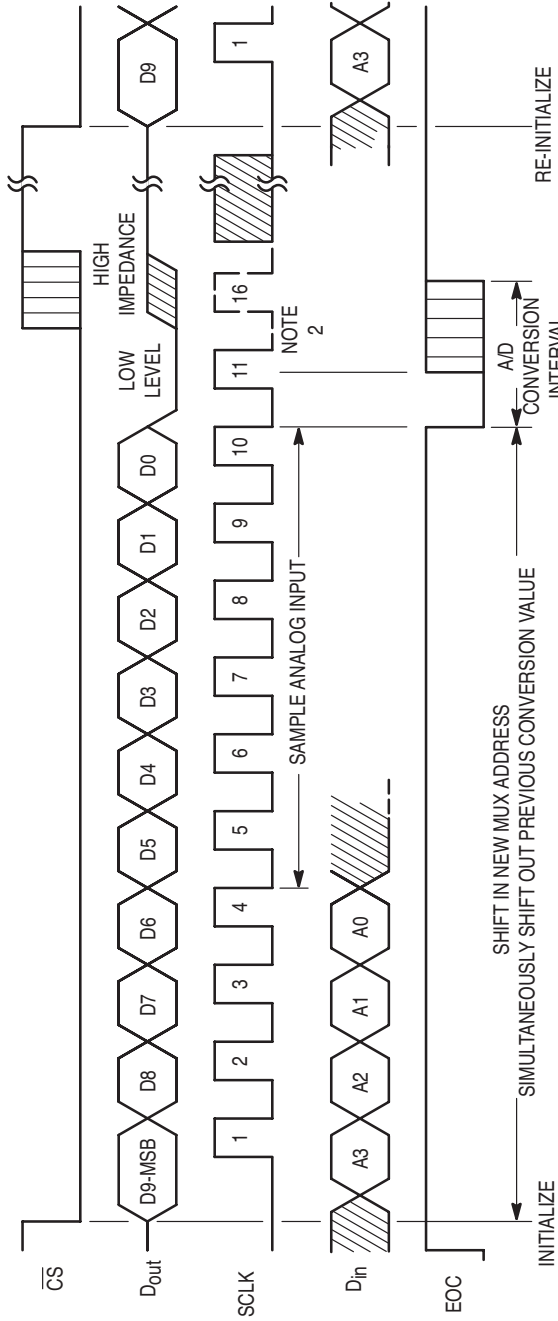 CS
HIGH
IMPEDANCE
Dout
D9-MSB D8 D7 D6 D5 D4 D3 D2 D1 D0 LOW D9
LEVEL
SCLK
1 2 3 4 5 6 7 8 9 10 11 16 1
SAMPLE ANALOG INPUT
NOTE
2
Din
A3 A2 A1 A0 A3
EOC
A/D
CONVERSION
INTERVAL
SHIFT IN NEW MUX ADDRESS
SIMULTANEOUSLY SHIFT OUT PREVIOUS CONVERSION VALUE
INITIALIZE RE-INITIALIZE